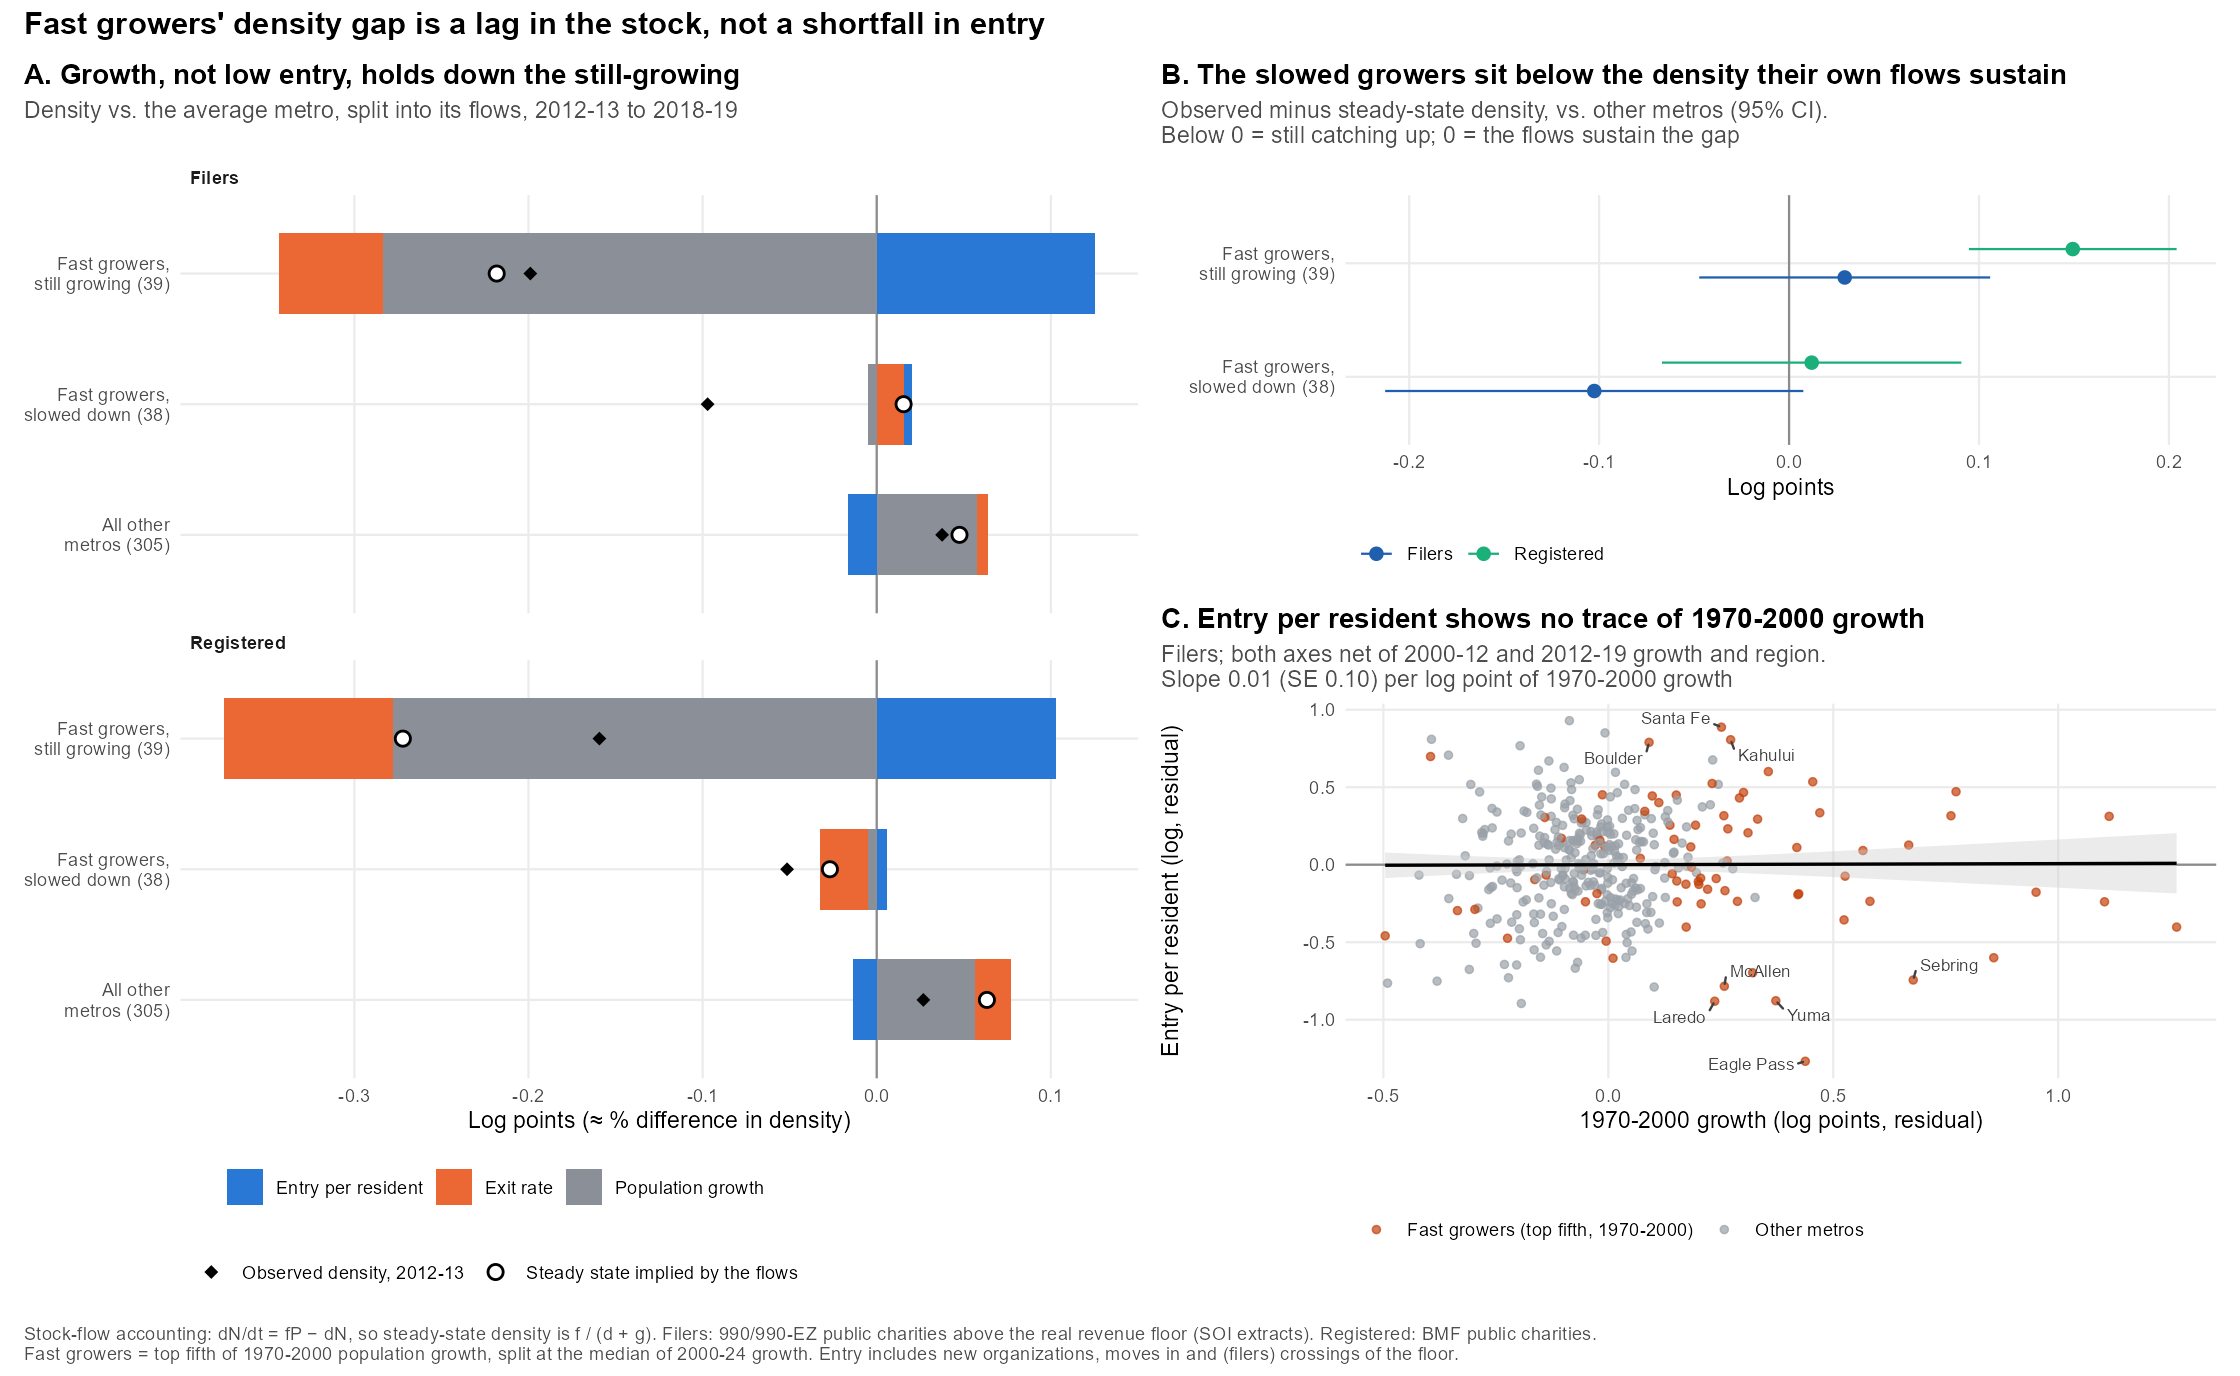 Fast growers' density gap is a lag in the stock, not a shortfall in entry
A. Growth, not low entry, holds down the still-growing
Density vs. the average metro, split into its flows, 2012-13 to 2018-19
Filers
Fast growers,
still growing (39)
Fast growers,
slowed down (38)
All other
metros (305)
Registered
Fast growers,
still growing (39)
Fast growers,
slowed down (38)
All other
metros (305)
-0.3
-0.2
-0.1
0.0
0.1
Log points (≈ % difference in density)
Entry per resident
Exit rate
Population growth
Observed density, 2012-13
Steady state implied by the flows
B. The slowed growers sit below the density their own flows sustain
Observed minus steady-state density, vs. other metros (95% CI).
Below 0 = still catching up; 0 = the flows sustain the gap
Fast growers,
still growing (39)
Fast growers,
slowed down (38)
-0.2
-0.1
0.0
0.1
0.2
Log points
Filers
Registered
C. Entry per resident shows no trace of 1970-2000 growth
Filers; both axes net of 2000-12 and 2012-19 growth and region.
Slope 0.01 (SE 0.10) per log point of 1970-2000 growth
Entry per resident (log, residual)
1.0
0.5
0.0
-0.5
-1.0
Santa Fe
Boulder
Kahului
McAllen
Sebring
Laredo
Yuma
Eagle Pass
-0.5
0.0
0.5
1.0
1970-2000 growth (log points, residual)
Fast growers (top fifth, 1970-2000)
Other metros
Stock-flow accounting: dN/dt = fP − dN, so steady-state density is f / (d + g). Filers: 990/990-EZ public charities above the real revenue floor (SOI extracts). Registered: BMF public charities.
Fast growers = top fifth of 1970-2000 population growth, split at the median of 2000-24 growth. Entry includes new organizations, moves in and (filers) crossings of the floor.